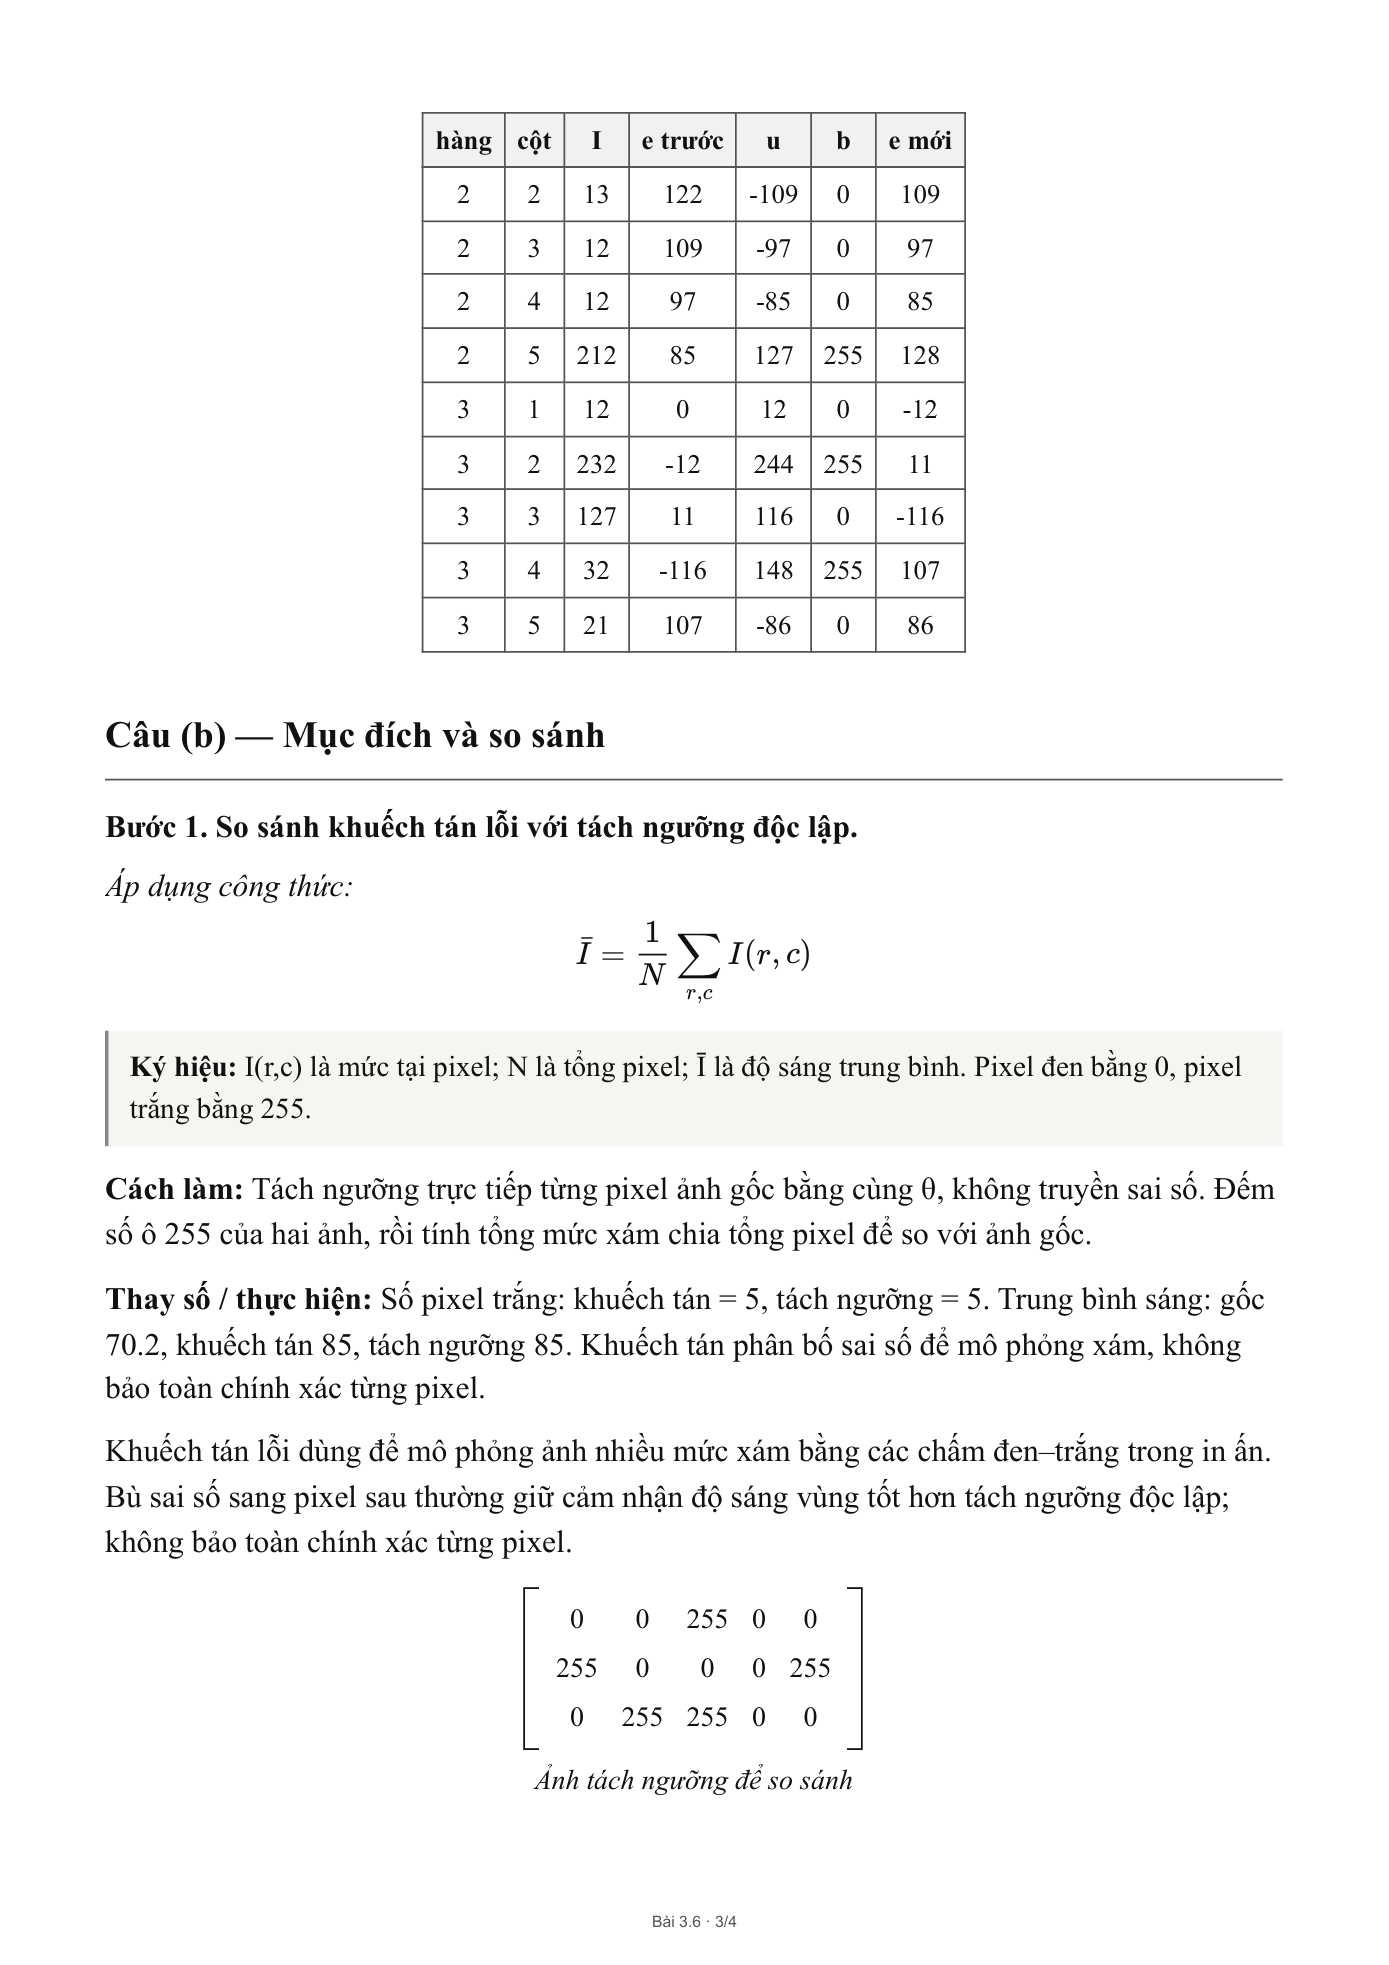 hàng cột I e trước u b e mới
2 2 13 122 -109 0 109
2 3 12 109 -97 0 97
2 4 12 97 -85 0 85
2 5 212 85 127 255 128
3 1 12 0 12 0 -12
3 2 232 -12 244 255 11
3 3 127 11 116 0 -116
3 4 32 -116 148 255 107
3 5 21 107 -86 0 86
Câu (b) — Mục đích và so sánh
Bước 1. So sánh khuếch tán lỗi với tách ngưỡng độc lập.
Áp dụng công thức:
Ī = 1/N ∑_{r,c} I(r, c)
Ký hiệu: I(r,c) là mức tại pixel; N là tổng pixel; Ī là độ sáng trung bình. Pixel đen bằng 0, pixel
trắng bằng 255.
Cách làm: Tách ngưỡng trực tiếp từng pixel ảnh gốc bằng cùng θ, không truyền sai số. Đếm
số ô 255 của hai ảnh, rồi tính tổng mức xám chia tổng pixel để so với ảnh gốc.
Thay số / thực hiện: Số pixel trắng: khuếch tán = 5, tách ngưỡng = 5. Trung bình sáng: gốc
70.2, khuếch tán 85, tách ngưỡng 85. Khuếch tán phân bố sai số để mô phỏng xám, không
bảo toàn chính xác từng pixel.
Khuếch tán lỗi dùng để mô phỏng ảnh nhiều mức xám bằng các chấm đen–trắng trong in ấn.
Bù sai số sang pixel sau thường giữ cảm nhận độ sáng vùng tốt hơn tách ngưỡng độc lập;
không bảo toàn chính xác từng pixel.
0 0 255 0 0
255 0 0 0 255
0 255 255 0 0
Ảnh tách ngưỡng để so sánh
Bài 3.6 · 3/4